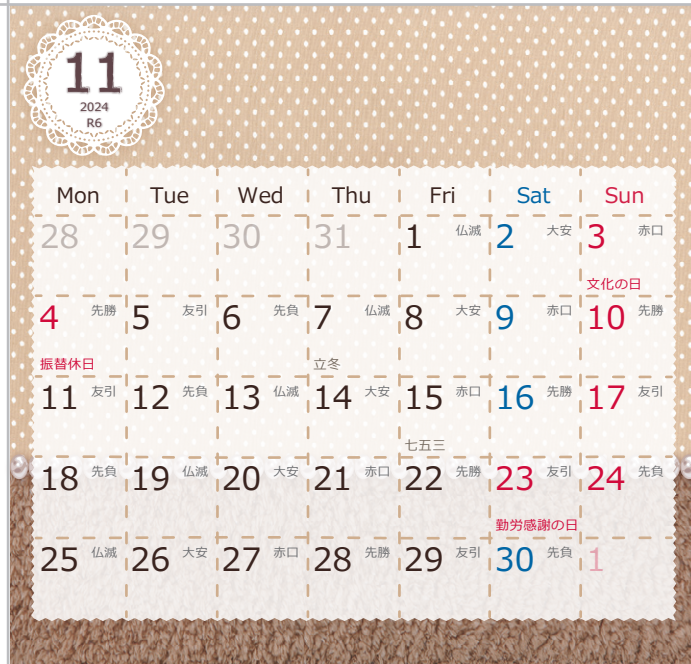 11
2024
R6
Mon Tue Wed Thu Fri Sat Sun
28 29 30 31 1 仏滅 2 大安 3 赤口
文化の日
4 先勝 5 友引 6 先負 7 仏滅 8 大安 9 赤口 10 先勝
振替休日 立冬
11 友引 12 先負 13 仏滅 14 大安 15 赤口 16 先勝 17 友引
七五三
18 先負 19 仏滅 20 大安 21 赤口 22 先勝 23 友引 24 先負
勤労感謝の日
25 仏滅 26 大安 27 赤口 28 先勝 29 友引 30 先負 1